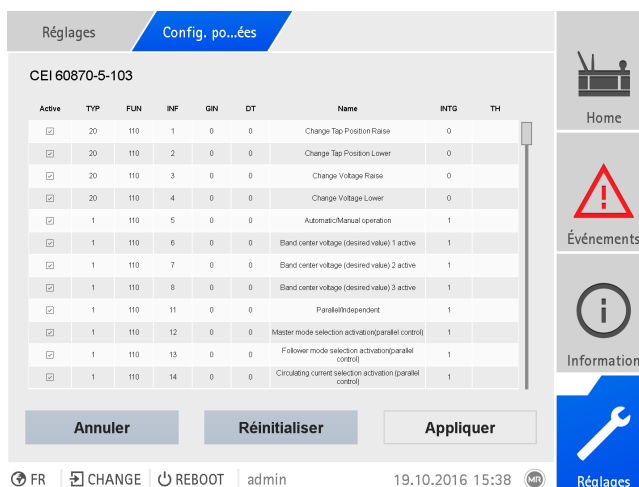 Réglages Config. po...ées
CEI 60870-5-103
Active TYP FUN INF GIN DT Name INTG TH
20 110 1 0 0 Change Tap Position Raise 0
20 110 2 0 0 Change Tap Position Lower 0
20 110 3 0 0 Change Voltage Raise 0
20 110 4 0 0 Change Voltage Lower 0
1 110 5 0 0 Automatic/Manual operation 1
1 110 6 0 0 Band center voltage (desired value) 1 active 1
1 110 7 0 0 Band center voltage (desired value) 2 active 1
1 110 8 0 0 Band center voltage (desired value) 3 active 1
1 110 11 0 0 Parallel/Independent 1
1 110 12 0 0 Master mode selection activation(parallel control) 1
1 110 13 0 0 Follower mode selection activation(parallel control) 1
1 110 14 0 0 Circulating current selection activation (parallel control) 1
Annuler Réinitialiser Appliquer
FR CHANGE REBOOT admin 19.10.2016 15:38 MR
Home
Événements
Information
Réglages